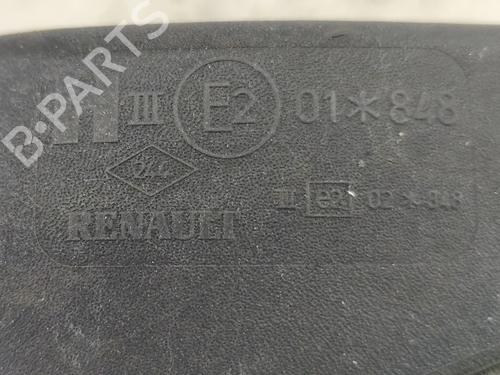 B-PARTS
III E2 01*848
III e2 02*848
RENAULT